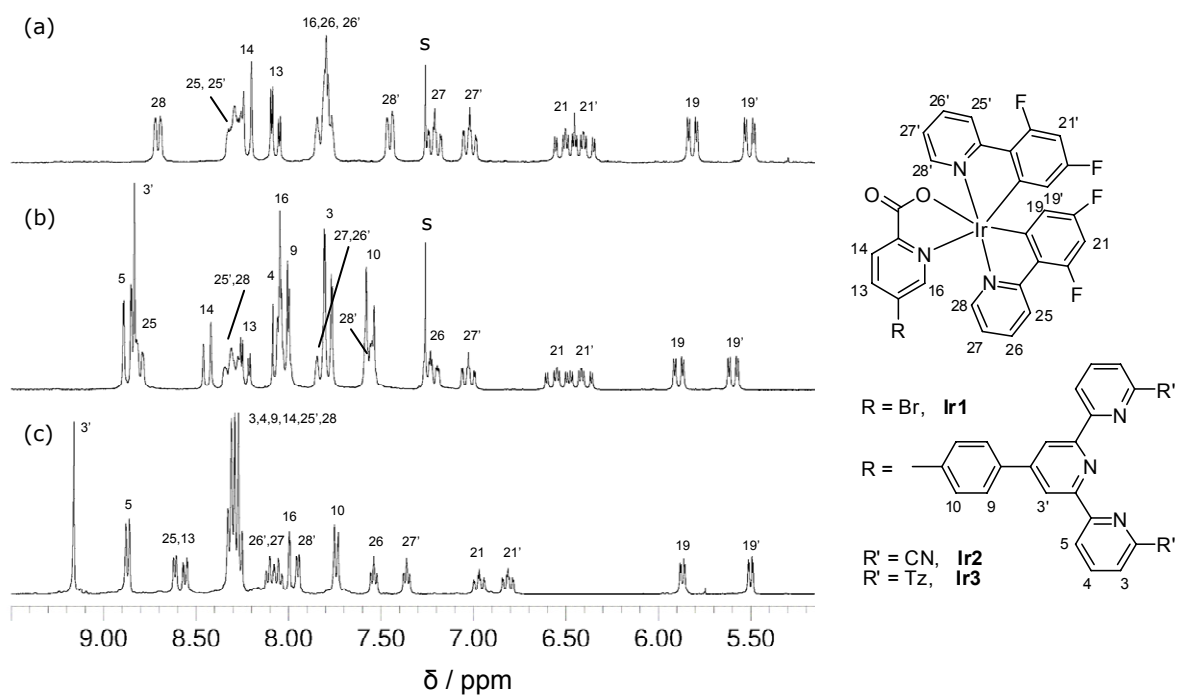 (a)
28
25, 25'
14
13
16,26, 26'
28'
S
27
27'
21
21'
19
19'
(b)
5
3'
25
14
25',28
13
4
16
9
3
27,26'
28'
10
S
26
27'
21
21'
19
19'
(c)
3'
5
25,13
3,4,9,14,25',28
26',27
16
28'
10
26
27'
21
21'
19
19'
9.00 8.50 8.00 7.50 7.00 6.50 6.00 5.50
δ / ppm
26' 25' F
27' 21'
28' N F
O O 19' F
19
Ir
14 N 21
13 16 N F
R 28 25
27 26
R = Br, Ir1
R'
N
R =
N
10 9 3'
N
5 R'
4 3
R' = CN, Ir2
R' = Tz, Ir3